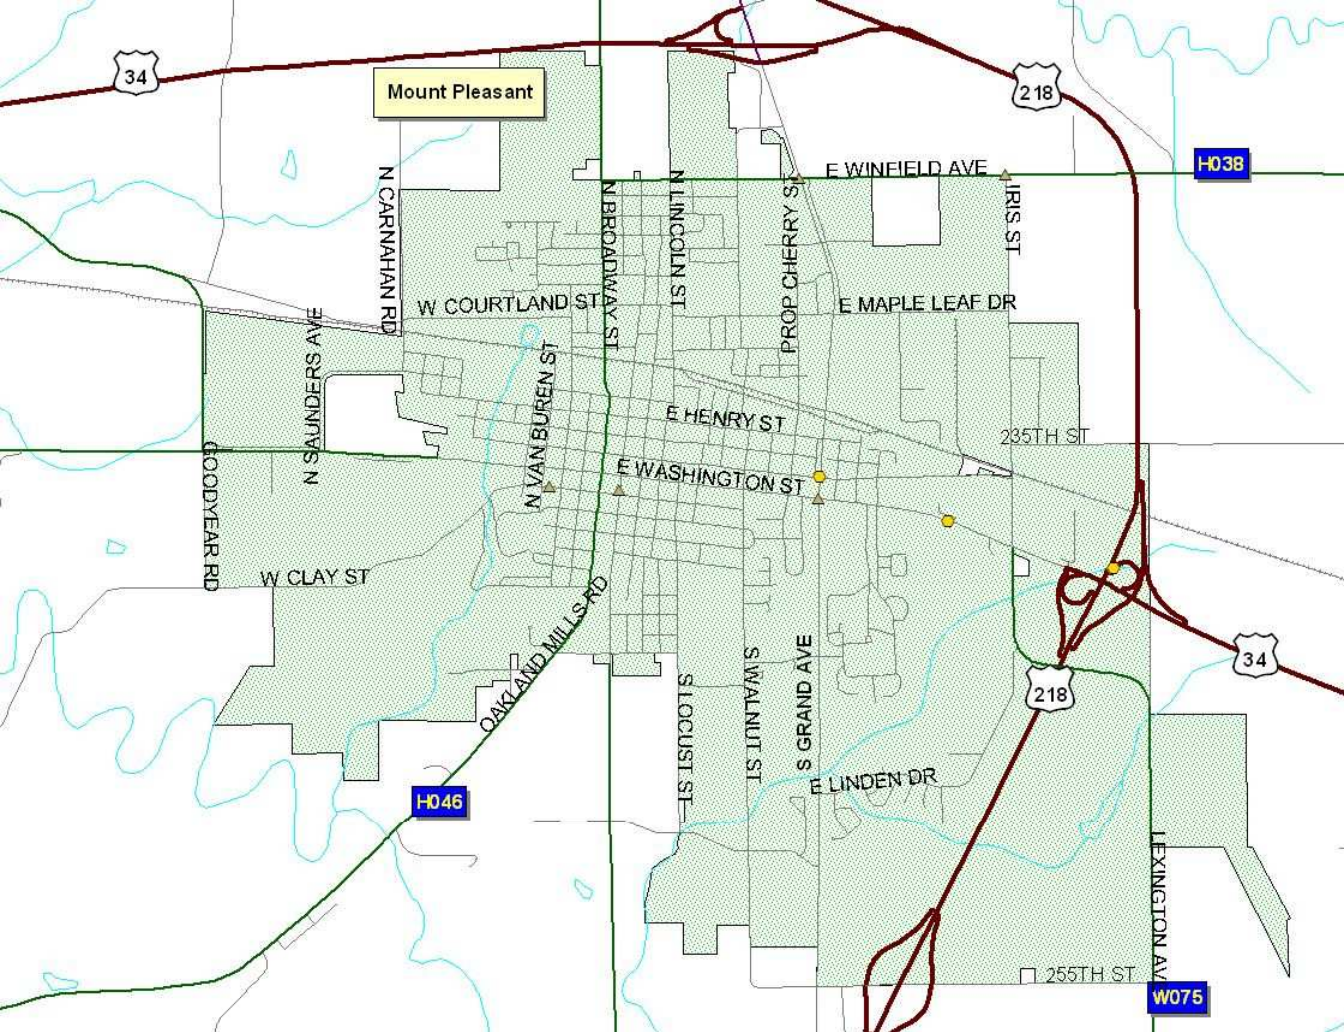 34
Mount Pleasant
218
H038
E WINFIELD AVE
N CARNAHAN RD
N BROADWAY ST
N LINCOLN ST
PROP CHERRY ST
IRIS ST
W COURTLAND ST
E MAPLE LEAF DR
N SAUNDERS AVE
N VAN BUREN ST
E HENRY ST
235TH ST
E WASHINGTON ST
GOODYEAR RD
W CLAY ST
OAKLAND MILLS RD
S LOCUST ST
S WALNUT ST
S GRAND AVE
34
218
E LINDEN DR
H046
LEXINGTON AVE
255TH ST
W075